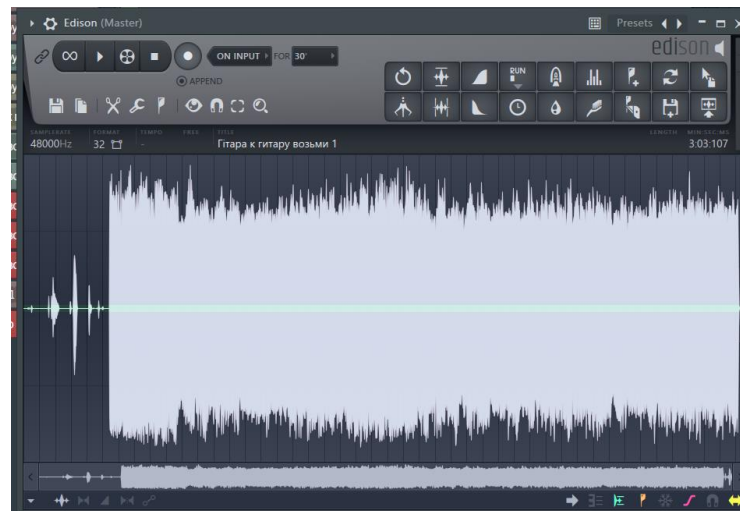 Edison (Master) Presets
edison
ON INPUT FOR 30'
APPEND
RUN
SAMPLERATE FORMAT TEMPO FREE TITLE LENGTH MIN:SEC:MS
48000Hz 32 - Гітара к гитару возьми 1 3:03:107